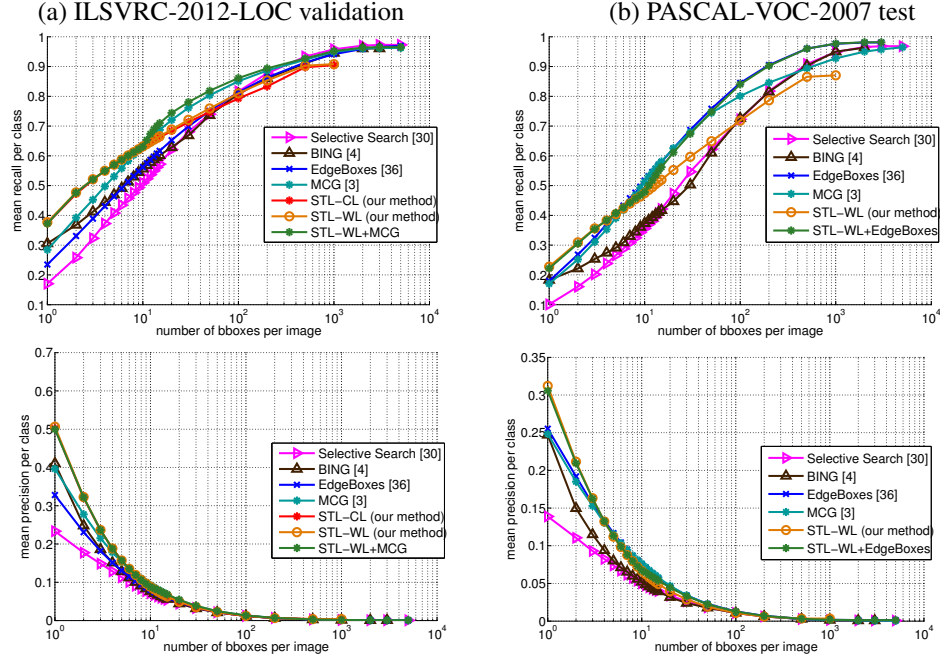 (a) ILSVRC-2012-LOC validation
(b) PASCAL-VOC-2007 test
mean recall per class
1
0.9
0.8
0.7
0.6
0.5
0.4
0.3
0.2
0.1
Selective Search [30]
BING [4]
EdgeBoxes [36]
MCG [3]
STL-CL (our method)
STL-WL (our method)
STL-WL+MCG
10^0
10^1
10^2
10^3
10^4
number of bboxes per image
mean recall per class
1
0.9
0.8
0.7
0.6
0.5
0.4
0.3
0.2
0.1
Selective Search [30]
BING [4]
EdgeBoxes [36]
MCG [3]
STL-WL (our method)
STL-WL+EdgeBoxes
10^0
10^1
10^2
10^3
10^4
number of bboxes per image
mean precision per class
0.7
0.6
0.5
0.4
0.3
0.2
0.1
0
Selective Search [30]
BING [4]
EdgeBoxes [36]
MCG [3]
STL-CL (our method)
STL-WL (our method)
STL-WL+MCG
10^0
10^1
10^2
10^3
10^4
number of bboxes per image
mean precision per class
0.35
0.3
0.25
0.2
0.15
0.1
0.05
0
Selective Search [30]
BING [4]
EdgeBoxes [36]
MCG [3]
STL-WL (our method)
STL-WL+EdgeBoxes
10^0
10^1
10^2
10^3
10^4
number of bboxes per image